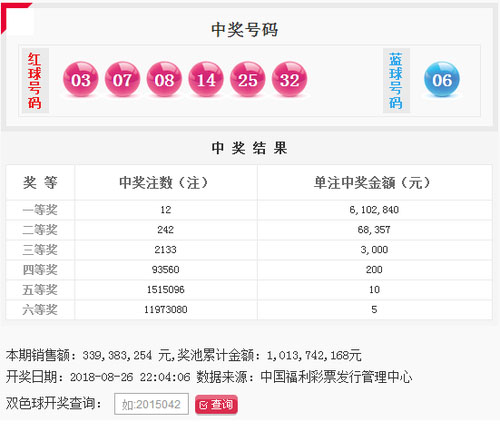 中奖号码
红球号码 03 07 08 14 25 32 蓝球号码 06
中 奖 结 果
奖 等 中奖注数（注） 单注中奖金额（元）
一等奖 12 6,102,840
二等奖 242 68,357
三等奖 2133 3,000
四等奖 93560 200
五等奖 1515096 10
六等奖 11973080 5
本期销售额：339,383,254 元,奖池累计金额：1,013,742,168元
开奖日期：2018-08-26 22:04:06 数据来源：中国福利彩票发行管理中心
双色球开奖查询： 如:2015042 查询